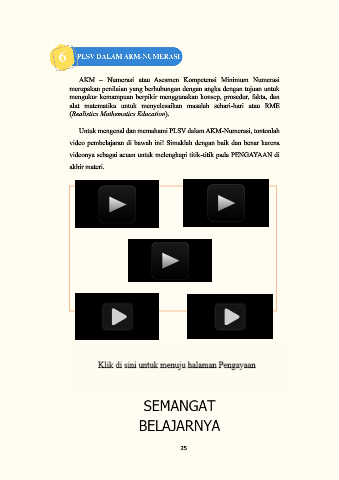 6 PLSV DALAM AKM-NUMERASI
AKM – Numerasi atau Asesmen Kompetensi Minimum Numerasi
merupakan penilaian yang berhubungan dengan angka dengan tujuan untuk
mengukur kemampuan berpikir menggunakan konsep, prosedur, fakta, dan
alat matematika untuk menyelesaikan masalah sehari-hari atau RME
(Realistics Mathematics Education).
Untuk mengenal dan memahami PLSV dalam AKM-Numerasi, tontonlah
video pembelajaran di bawah ini! Simaklah dengan baik dan benar karena
videonya sebagai acuan untuk melengkapi titik-titik pada PENGAYAAN di
akhir materi.
Klik di sini untuk menuju halaman Pengayaan
SEMANGAT
BELAJARNYA
25